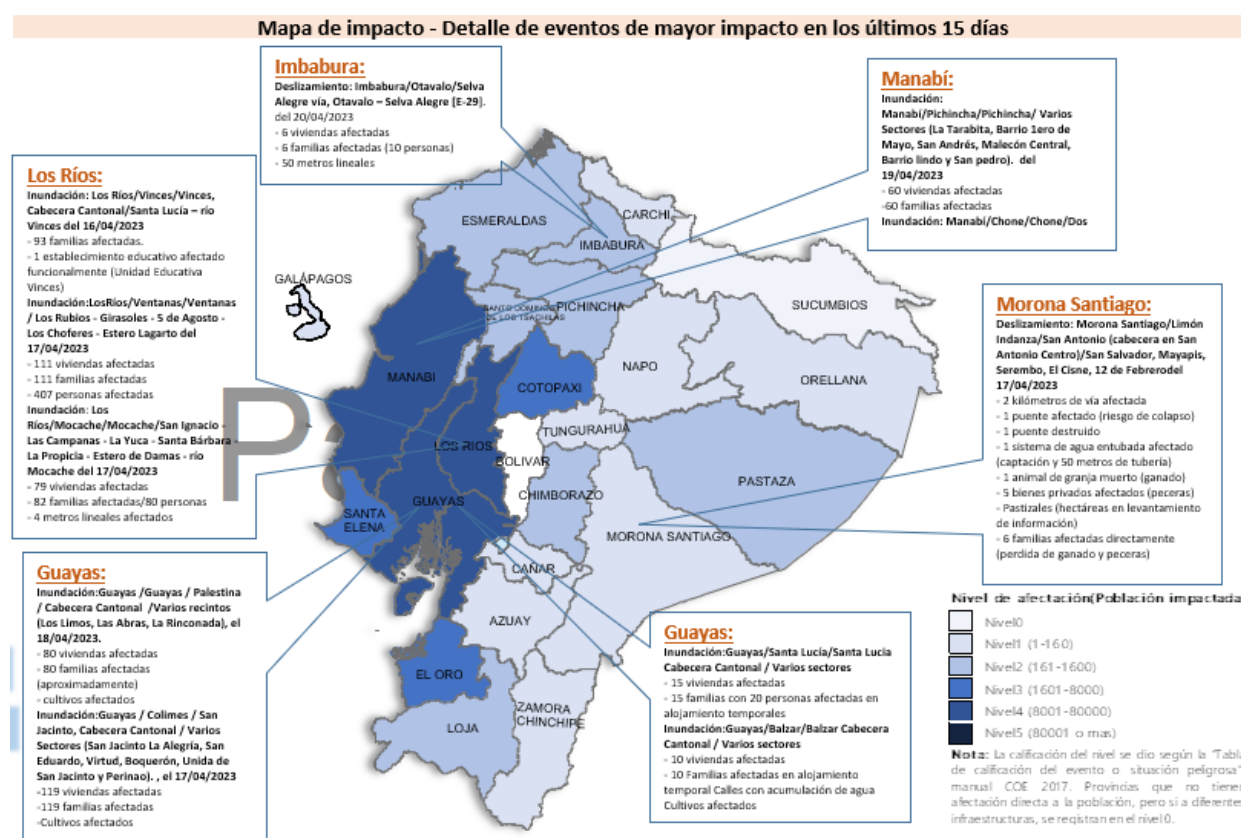 Mapa de impacto - Detalle de eventos de mayor impacto en los últimos 15 días
Imbabura:
Deslizamiento: Imbabura/Otavalo/Selva
Alegre vía, Otavalo – Selva Alegre [E-29].
del 20/04/2023
- 6 viviendas afectadas
- 6 familias afectadas (10 personas)
- 50 metros lineales
Manabí:
Inundación:
Manabí/Pichincha/Pichincha/ Varios
Sectores (La Tarabita, Barrio 1ero de
Mayo, San Andrés, Malecón Central,
Barrio lindo y San pedro). del
19/04/2023
- 60 viviendas afectadas
-60 familias afectadas
Inundación: Manabí/Chone/Chone/Dos
Los Ríos:
Inundación: Los Ríos/Vinces/Vinces,
Cabecera Cantonal/Santa Lucía – río
Vinces del 16/04/2023
- 93 familias afectadas.
- 1 establecimiento educativo afectado
funcionalmente (Unidad Educativa
Vinces)
Inundación:LosRíos/Ventanas/Ventanas
/ Los Rubios - Girasoles - 5 de Agosto -
Los Choferes - Estero Lagarto del
17/04/2023
- 111 viviendas afectadas
- 111 familias afectadas
- 407 personas afectadas
Inundación: Los
Ríos/Mocache/Mocache/San Ignacio -
Las Campanas - La Yuca - Santa Bárbara -
La Propicia - Estero de Damas - río
Mocache del 17/04/2023
- 79 viviendas afectadas
- 82 familias afectadas/80 personas
- 4 metros lineales afectados
Morona Santiago:
Deslizamiento: Morona Santiago/Limón
Indanza/San Antonio (cabecera en San
Antonio Centro)/San Salvador, Mayapis,
Serembo, El Cisne, 12 de Febrerodel
17/04/2023
- 2 kilómetros de vía afectada
- 1 puente afectado (riesgo de colapso)
- 1 puente destruido
- 1 sistema de agua entubada afectado
(captación y 50 metros de tubería)
- 1 animal de granja muerto (ganado)
- 5 bienes privados afectados (peceras)
- Pastizales (hectáreas en levantamiento
de información)
- 6 familias afectadas directamente
(perdida de ganado y peceras)
GALÁPAGOS
ESMERALDAS
CARCHI
IMBABURA
SUCUMBIOS
SANTO DOMINGO
DE LOS TSACHILAS
PICHINCHA
MANABI
COTOPAXI
NAPO
ORELLANA
TUNGURAHUA
LOS RIOS
BOLIVAR
PASTAZA
GUAYAS
CHIMBORAZO
SANTA
ELENA
MORONA SANTIAGO
CAÑAR
AZUAY
EL ORO
LOJA
ZAMORA
CHINCHIPE
Guayas:
Inundación:Guayas /Guayas / Palestina
/ Cabecera Cantonal /Varios recintos
(Los Limos, Las Abras, La Rinconada), el
18/04/2023.
- 80 viviendas afectadas
- 80 familias afectadas
(aproximadamente)
- cultivos afectados
Inundación:Guayas / Colimes / San
Jacinto, Cabecera Cantonal / Varios
Sectores (San Jacinto La Alegría, San
Eduardo, Virtud, Boquerón, Unida de
San Jacinto y Perinao). , el 17/04/2023
-119 viviendas afectadas
-119 familias afectadas
-Cultivos afectados
Guayas:
Inundación:Guayas/Santa Lucía/Santa Lucia
Cabecera Cantonal / Varios sectores
- 15 viviendas afectadas
- 15 familias con 20 personas afectadas en
alojamiento temporales
Inundación:Guayas/Balzar/Balzar Cabecera
Cantonal / Varios sectores
- 10 viviendas afectadas
- 10 Familias afectadas en alojamiento
temporal Calles con acumulación de agua
Cultivos afectados
Nivel de afectación(Población impactada
Nivel0
Nivel1 (1-160)
Nivel2 (161-1600)
Nivel3 (1601-8000)
Nivel4 (8001-80000)
Nivel5 (80001 o mas)
Nota: La calificación del nivel se dio según la "Tabla
de calificación del evento o situación peligrosa"
manual COE 2017. Provincias que no tienen
afectación directa a la población, pero si a diferentes
infraestructuras, se registran en el nivel0.